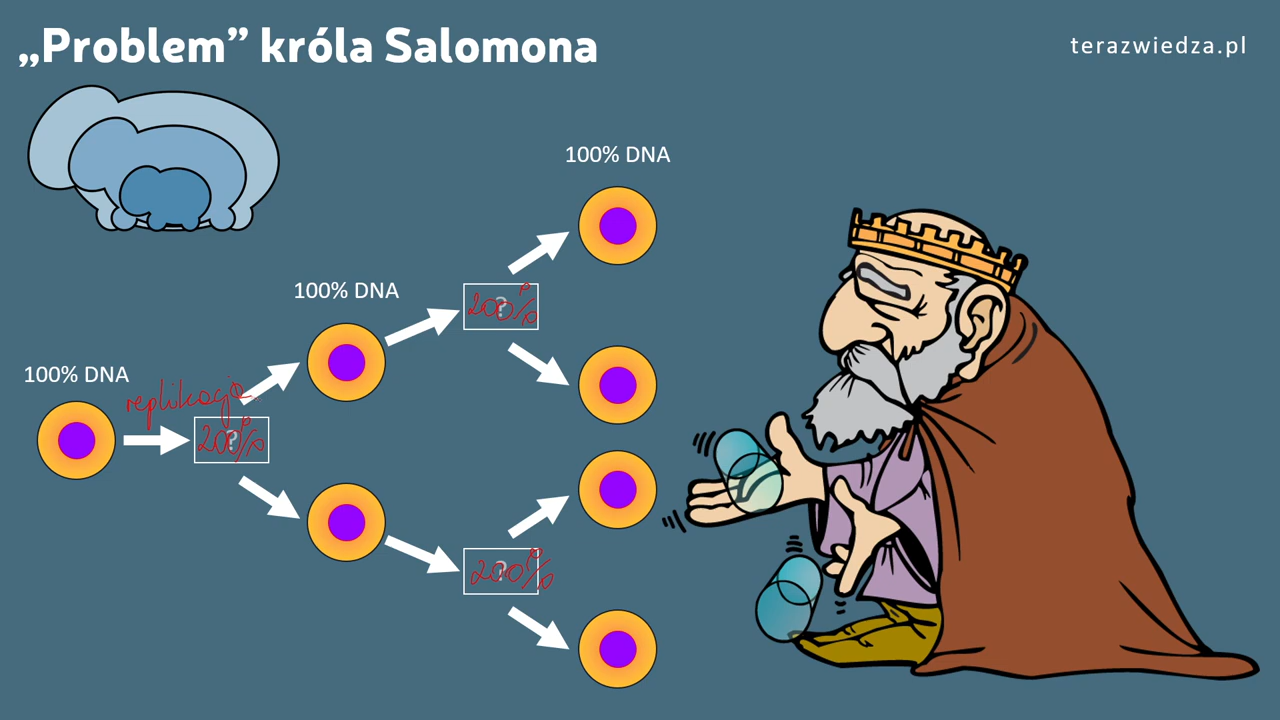 „Problem” króla Salomona
terazwiedza.pl
100% DNA
100% DNA
100% DNA
replikacja
200%
?
200%
?
200%
?